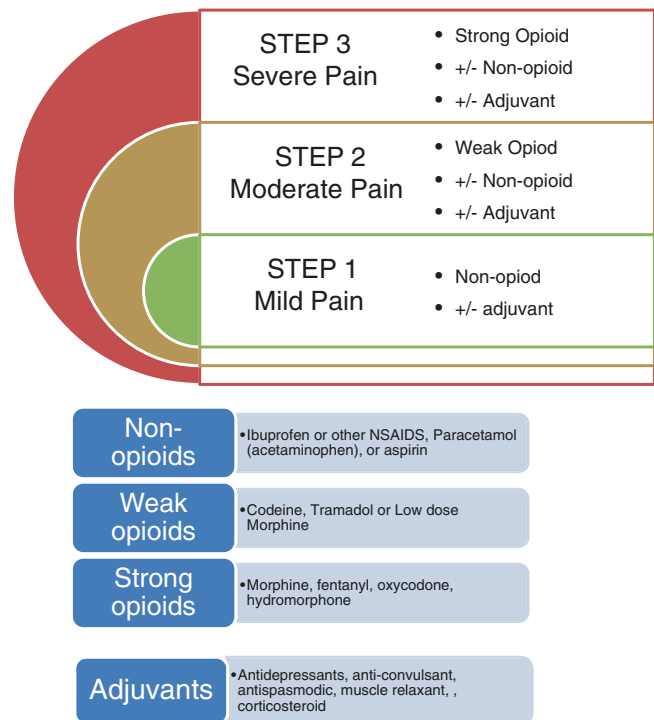 STEP 3
Severe Pain
• Strong Opioid
• +/- Non-opioid
• +/- Adjuvant
STEP 2
Moderate Pain
• Weak Opiod
• +/- Non-opioid
• +/- Adjuvant
STEP 1
Mild Pain
• Non-opiod
• +/- adjuvant
Non-
opioids
•Ibuprofen or other NSAIDS, Paracetamol
(acetaminophen), or aspirin
Weak
opioids
•Codeine, Tramadol or Low dose
Morphine
Strong
opioids
•Morphine, fentanyl, oxycodone,
hydromorphone
Adjuvants
•Antidepressants, anti-convulsant,
antispasmodic, muscle relaxant, ,
corticosteroid